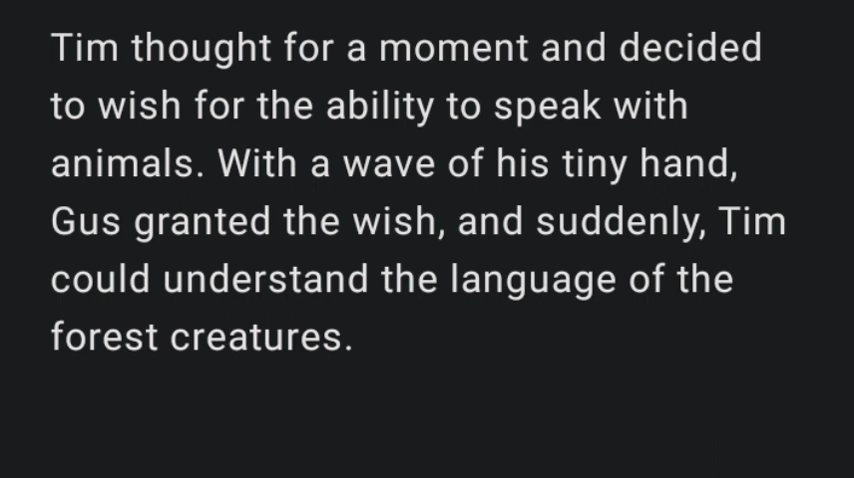 Tim thought for a moment and decided
to wish for the ability to speak with
animals. With a wave of his tiny hand,
Gus granted the wish, and suddenly, Tim
could understand the language of the
forest creatures.